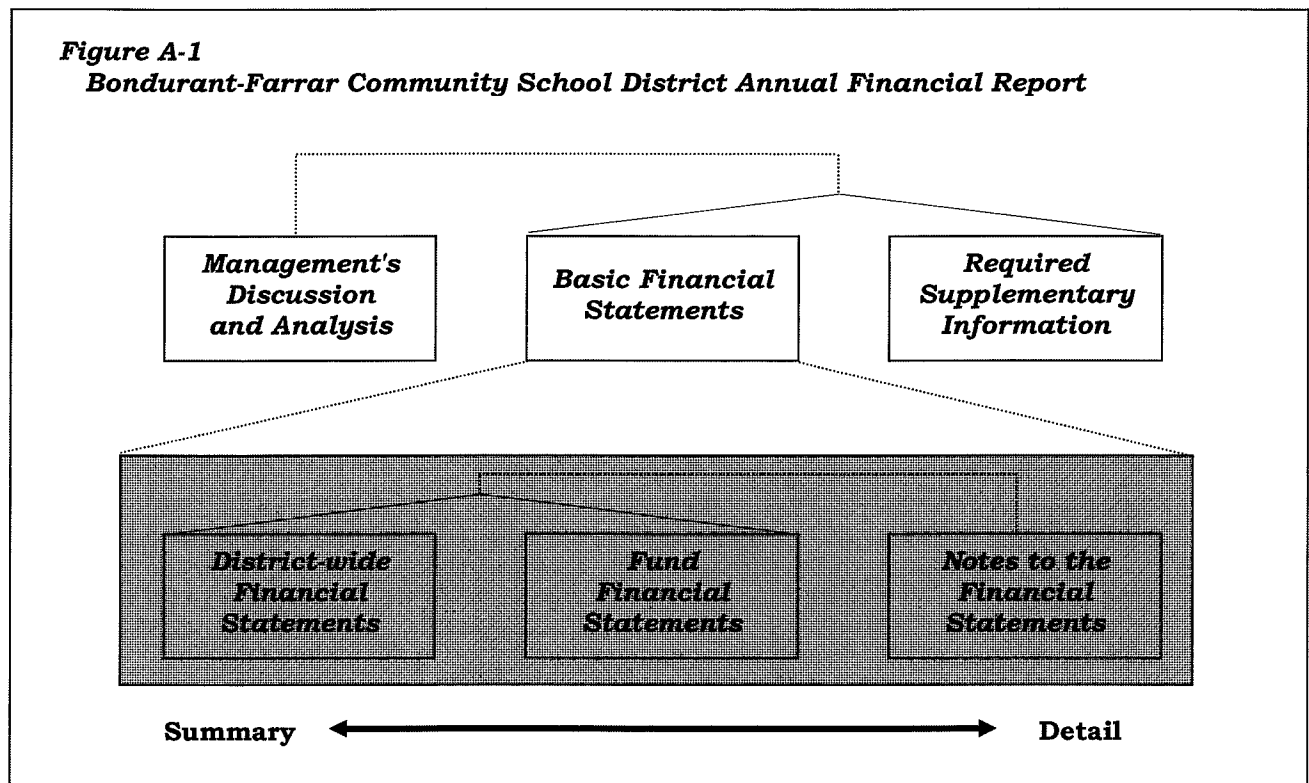 Figure A-1
Bondurant-Farrar Community School District Annual Financial Report
Management's
Discussion
and Analysis
Basic Financial
Statements
Required
Supplementary
Information
District-wide
Financial
Statements
Fund
Financial
Statements
Notes to the
Financial
Statements
Summary
Detail